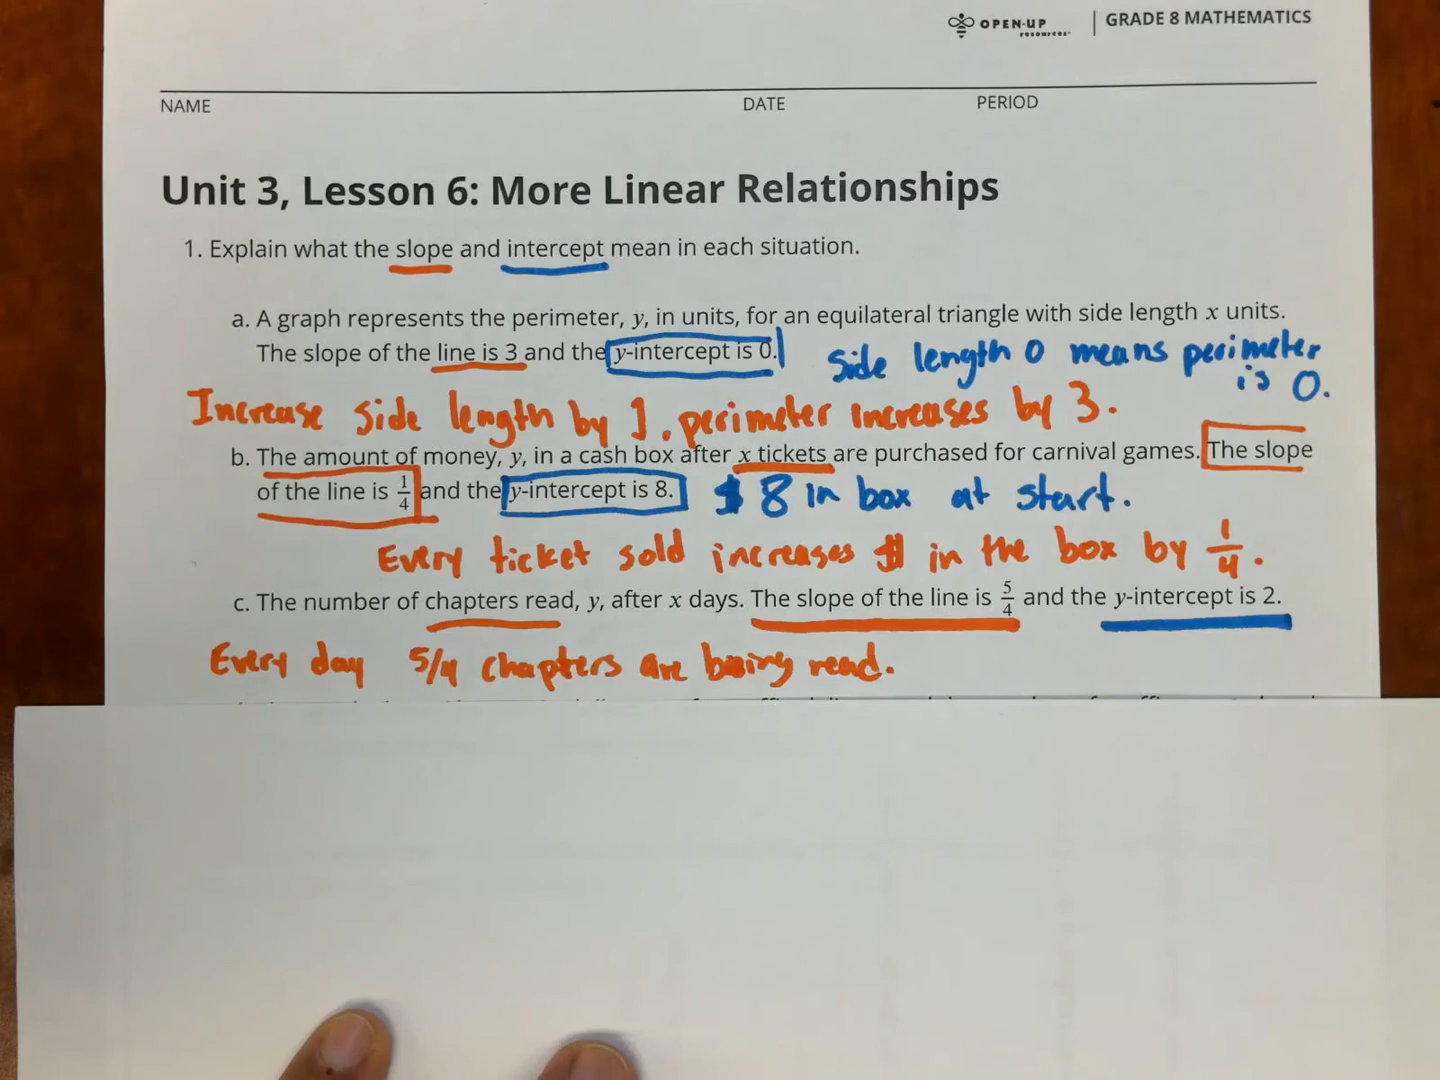 OPEN-UP resources | GRADE 8 MATHEMATICS
NAME DATE PERIOD
Unit 3, Lesson 6: More Linear Relationships
1. Explain what the slope and intercept mean in each situation.
a. A graph represents the perimeter, y, in units, for an equilateral triangle with side length x units.
The slope of the line is 3 and the y-intercept is 0. Side length 0 means perimeter
is 0.
Increase side length by 1, perimeter increases by 3.
b. The amount of money, y, in a cash box after x tickets are purchased for carnival games. The slope
of the line is 1/4 and the y-intercept is 8. $8 in box at start.
Every ticket sold increases $ in the box by 1/4.
c. The number of chapters read, y, after x days. The slope of the line is 5/4 and the y-intercept is 2.
Every day 5/4 chapters are being read.